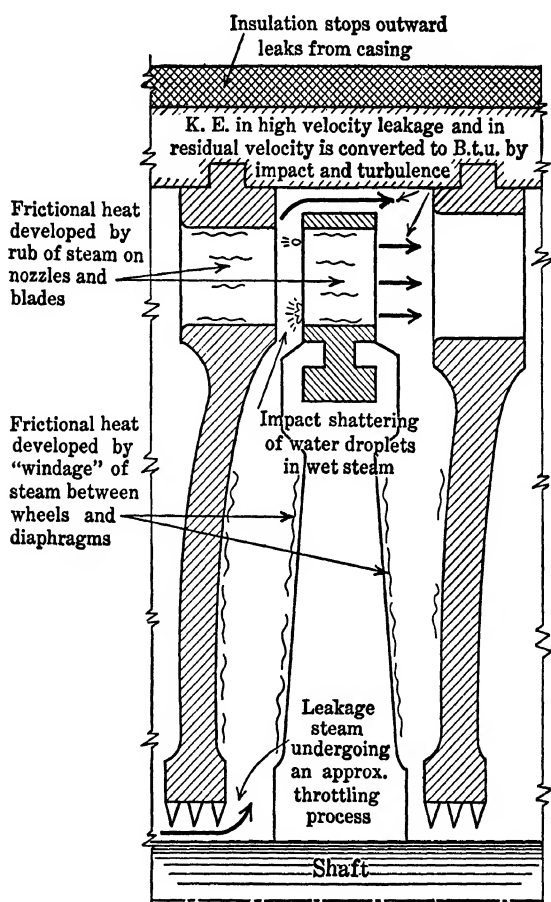 Insulation stops outward
leaks from casing
K. E. in high velocity leakage and in
residual velocity is converted to B.t.u. by
impact and turbulence
Frictional heat
developed by
rub of steam on
nozzles and
blades
Impact shattering
of water droplets
in wet steam
Frictional heat
developed by
“windage” of
steam between
wheels and
diaphragms
Leakage
steam
undergoing
an approx.
throttling
process
Shaft